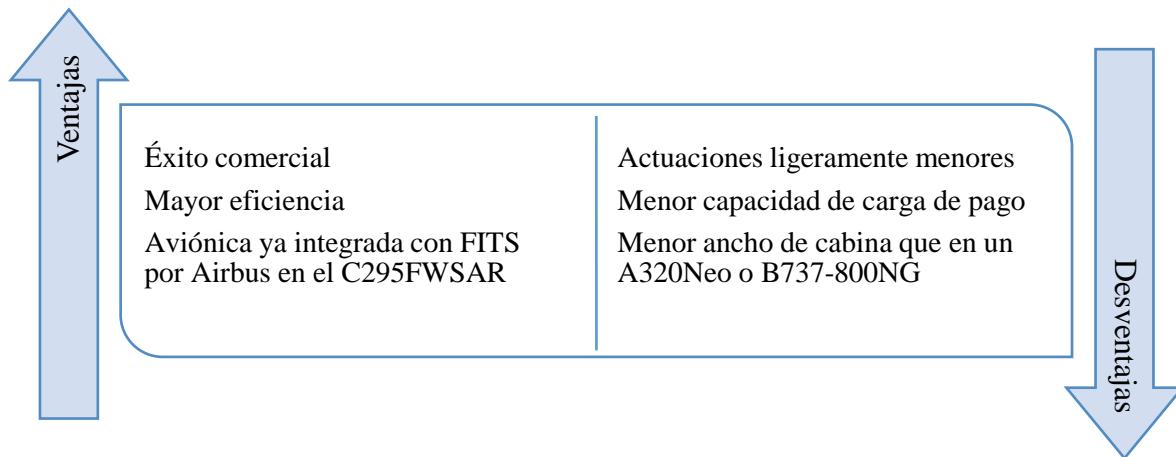 Ventajas
Éxito comercial
Mayor eficiencia
Aviónica ya integrada con FITS
por Airbus en el C295FWSAR
Actuaciones ligeramente menores
Menor capacidad de carga de pago
Menor ancho de cabina que en un
A320Neo o B737-800NG
Desventajas